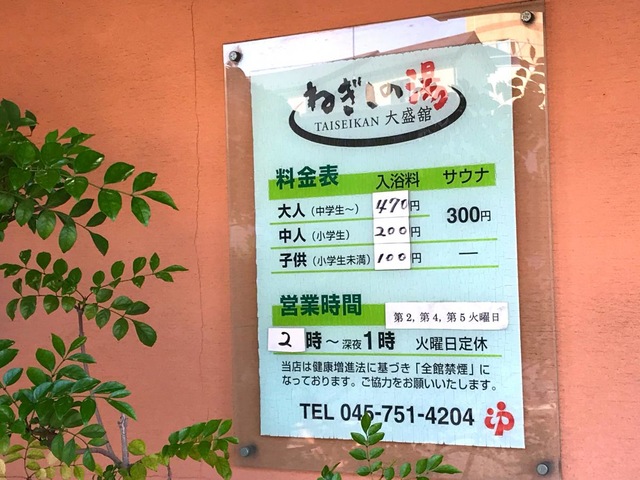 ねぎしの湯
TAISEIKAN 大盛舘
料金表 入浴料 サウナ
大人（中学生～） 470円 300円
中人（小学生） 200円
子供（小学生未満） 100円 —
営業時間 第2，第4，第5火曜日
2時～深夜1時 火曜日定休
当店は健康増進法に基づき「全館禁煙」に
なっております。ご協力をお願いいたします。
TEL 045-751-4204